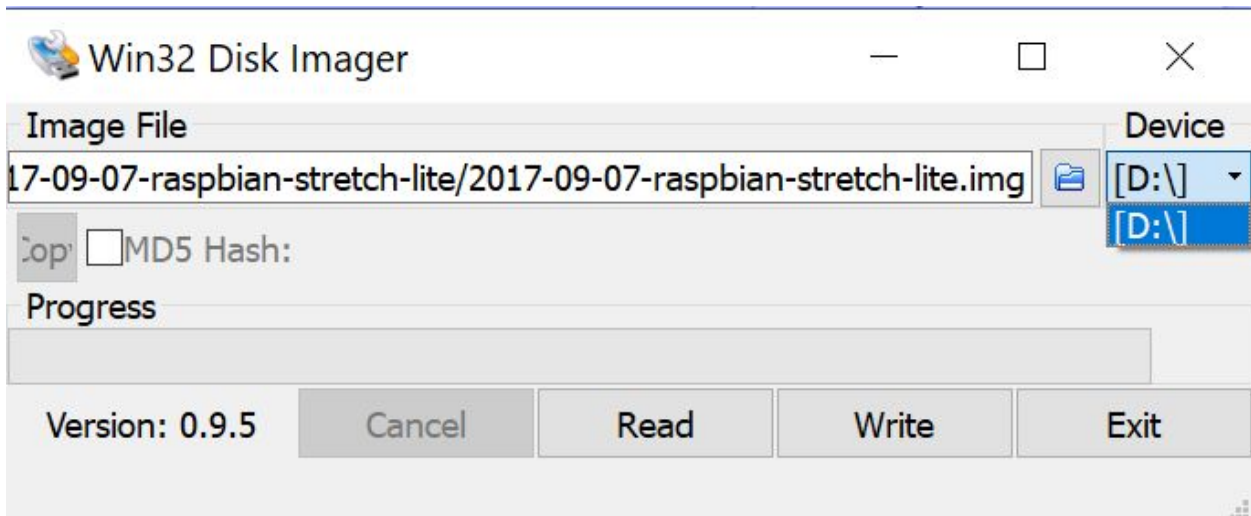 Win32 Disk Imager
Image File
Device
17-09-07-raspbian-stretch-lite/2017-09-07-raspbian-stretch-lite.img
[D:\]
[D:\]
MD5 Hash:
Progress
Version: 0.9.5
Cancel
Read
Write
Exit